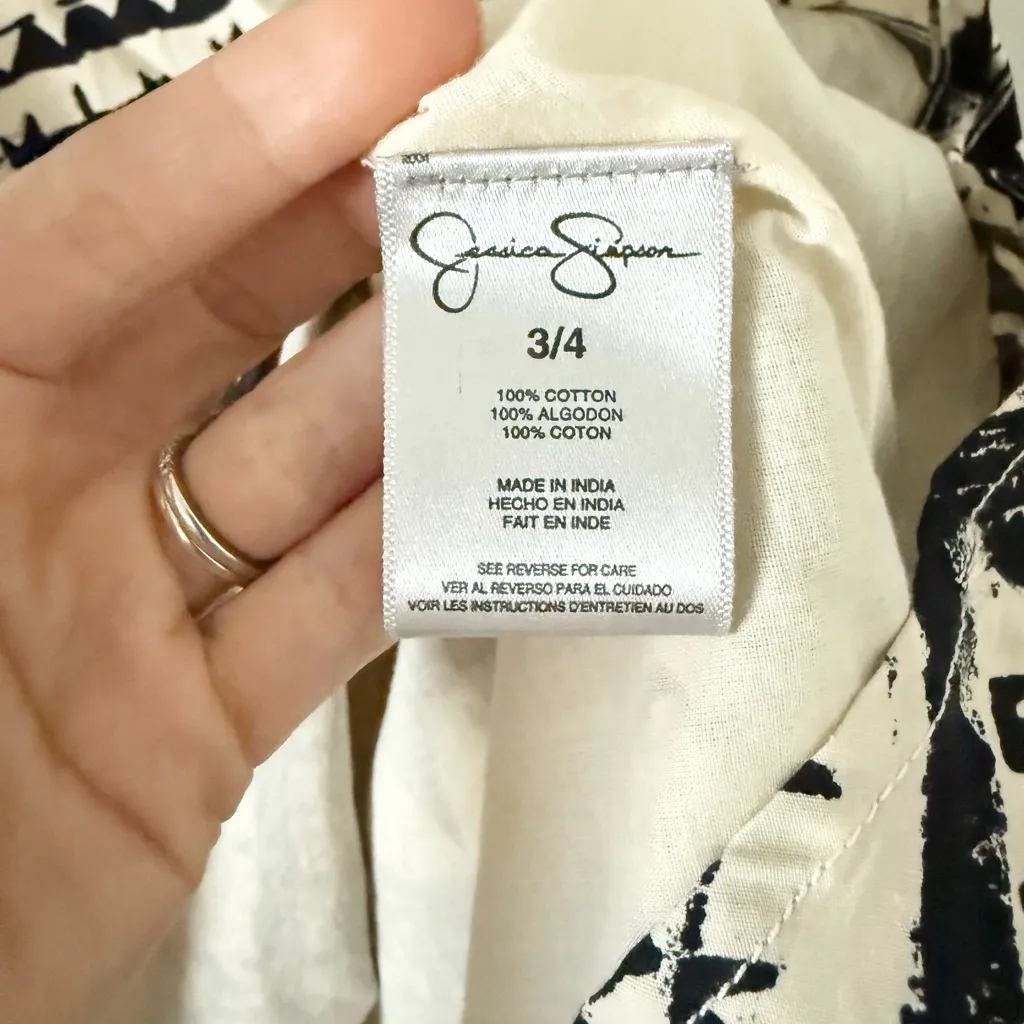 Jessica Simpson
3/4
100% COTTON
100% ALGODON
100% COTON
MADE IN INDIA
HECHO EN INDIA
FAIT EN INDE
SEE REVERSE FOR CARE
VER AL REVERSO PARA EL CUIDADO
VOIR LES INSTRUCTIONS D'ENTRETIEN AU DOS